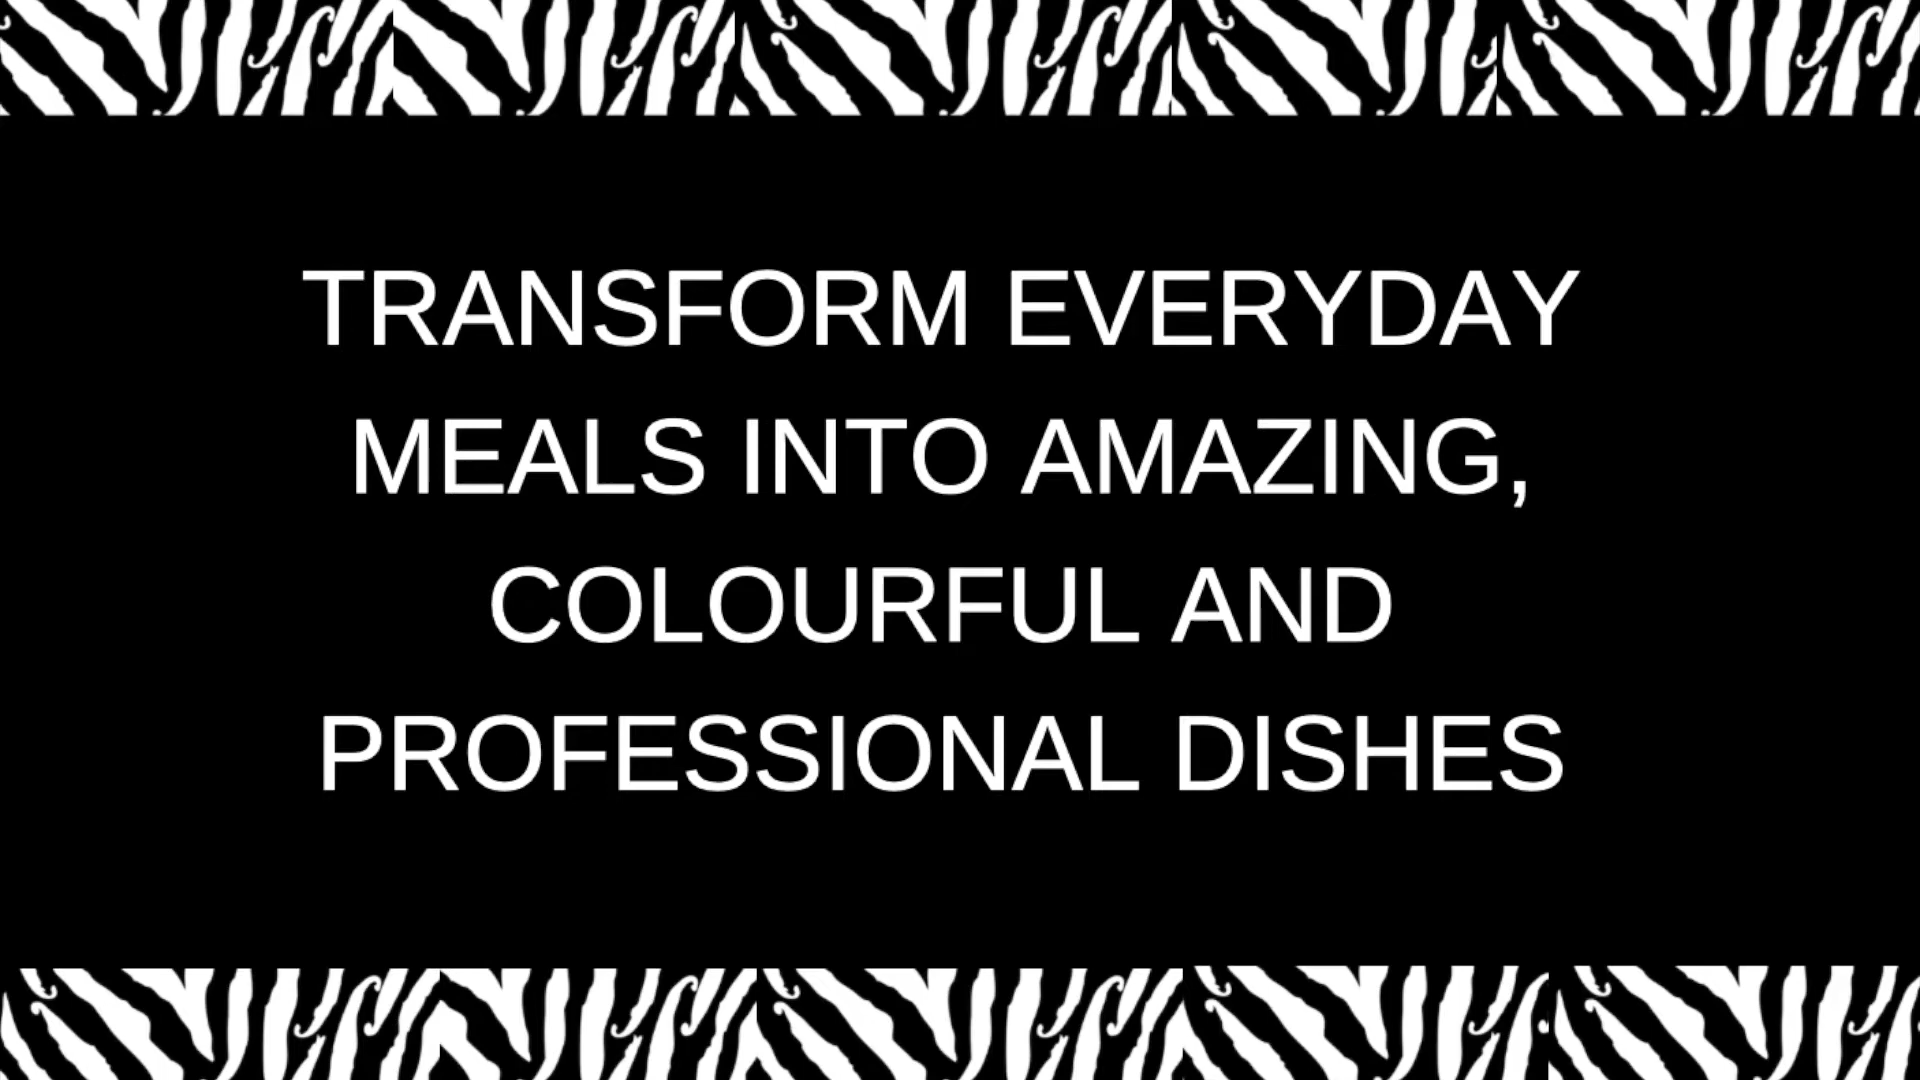 TRANSFORM EVERYDAY
MEALS INTO AMAZING,
COLOURFUL AND
PROFESSIONAL DISHES